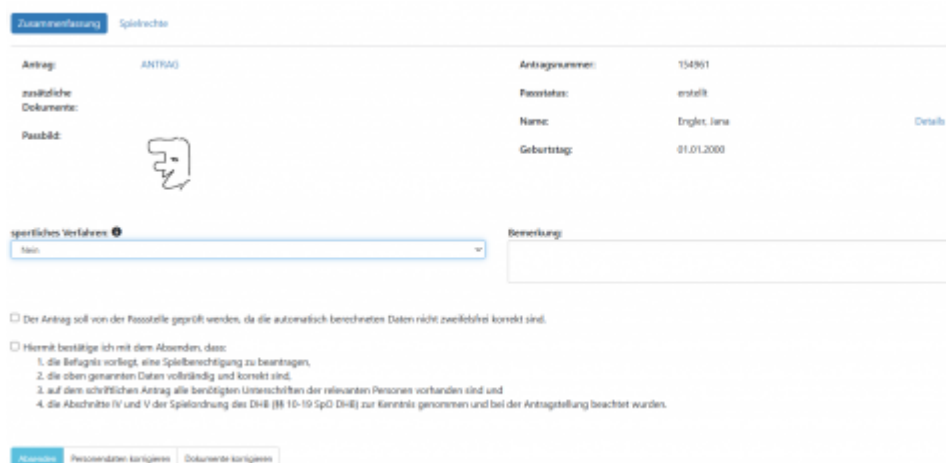 Zusammenfassung Spielrechte
Antrag: ANTRAG Antragsnummer: 154961
zusätzliche Dokumente: Passstatus: erstellt
Name: Engler, Jana Details
Passbild:
Geburtstag: 01.01.2000
sportliches Verfahren: Bemerkung:
Nein
Der Antrag soll von der Passstelle geprüft werden, da die automatisch berechneten Daten nicht zweifelsfrei korrekt sind.
Hiermit bestätige ich mit dem Absenden, dass:
1. die Befugnis vorliegt, eine Spielberechtigung zu beantragen,
2. die oben genannten Daten vollständig und korrekt sind,
3. auf dem schriftlichen Antrag alle benötigten Unterschriften der relevanten Personen vorhanden sind und
4. die Abschnitte IV und V der Spielordnung des DHB (§§ 10-19 SpO DHB) zur Kenntnis genommen und bei der Antragstellung beachtet wurden.
Absenden Personendaten korrigieren Dokumente korrigieren